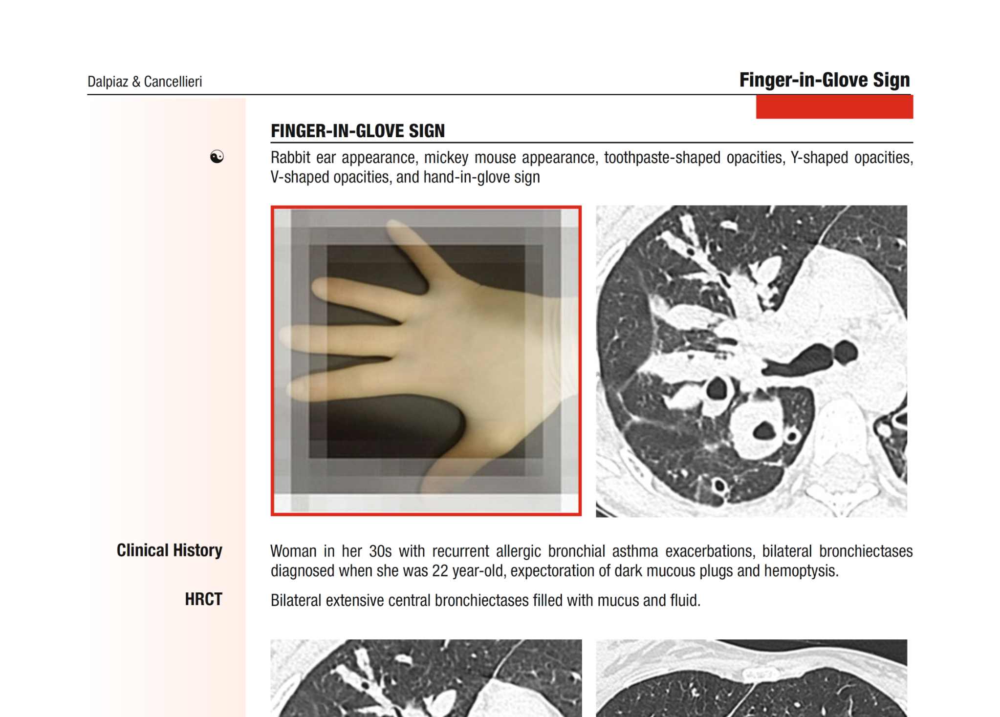 Dalpiaz & Cancellieri
Finger-in-Glove Sign
FINGER-IN-GLOVE SIGN
Rabbit ear appearance, mickey mouse appearance, toothpaste-shaped opacities, Y-shaped opacities,
V-shaped opacities, and hand-in-glove sign
Clinical History
Woman in her 30s with recurrent allergic bronchial asthma exacerbations, bilateral bronchiectases
diagnosed when she was 22 year-old, expectoration of dark mucous plugs and hemoptysis.
HRCT
Bilateral extensive central bronchiectases filled with mucus and fluid.